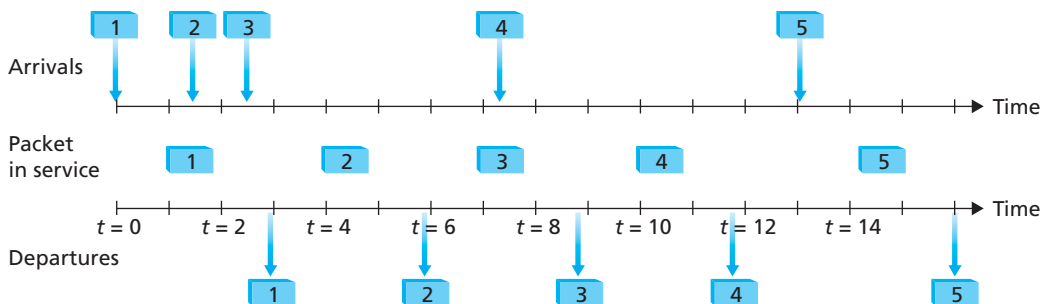 1 2 3 4 5
Arrivals
Time
Packet
in service
1 2 3 4 5
Time
t = 0 t = 2 t = 4 t = 6 t = 8 t = 10 t = 12 t = 14
Departures
1 2 3 4 5